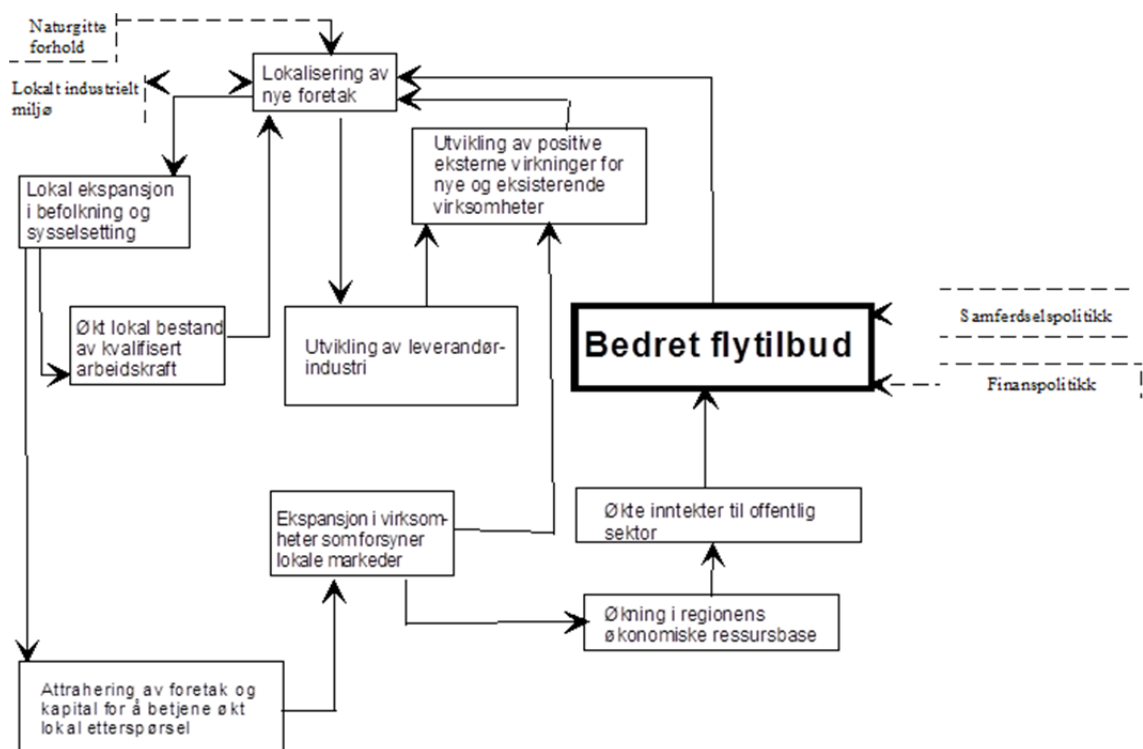 Naturgitte
forhold
Lokalt industrielt
miljø
Lokalisering av
nye foretak
Utvikling av positive
eksterne virkninger for
nye og eksisterende
virksomheter
Lokal ekspansjon
i befolkning og
sysselsetting
Økt lokal bestand
av kvalifisert
arbeidskraft
Utvikling av leverandør-
industri
Bedret flytilbud
Samferdselspolitikk
Finanspolitikk
Ekspansjon i virksom-
heter somforsyner
lokale markeder
Økte inntekter til offentlig
sektor
Økning i regionens
økonomiske ressursbase
Attrahering av foretak og
kapital for å betjene økt
lokal etterspørsel